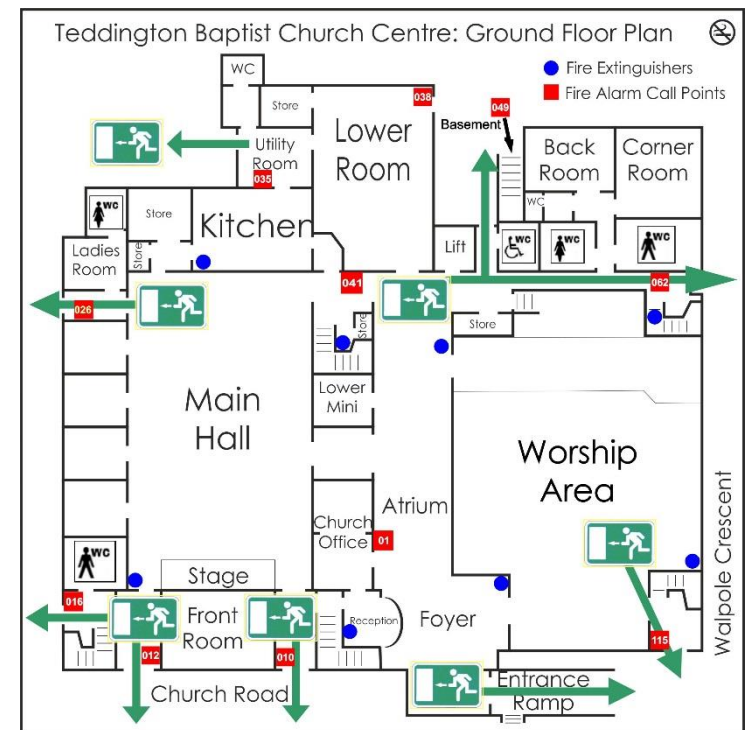 Teddington Baptist Church Centre: Ground Floor Plan
Fire Extinguishers
Fire Alarm Call Points
WC
Store
038
049
Basement
Utility
Room
035
Lower
Room
Back
Room
Corner
Room
WC
WC
Store
Kitchen
Ladies
Room
Store
Lift
WC
WC
WC
026
041
062
Store
Store
Lower
Mini
Main
Hall
Worship
Area
Atrium
Church
Office
01
WC
Stage
016
Front
Room
012
010
Reception
Foyer
115
Walpole Crescent
Church Road
Entrance
Ramp